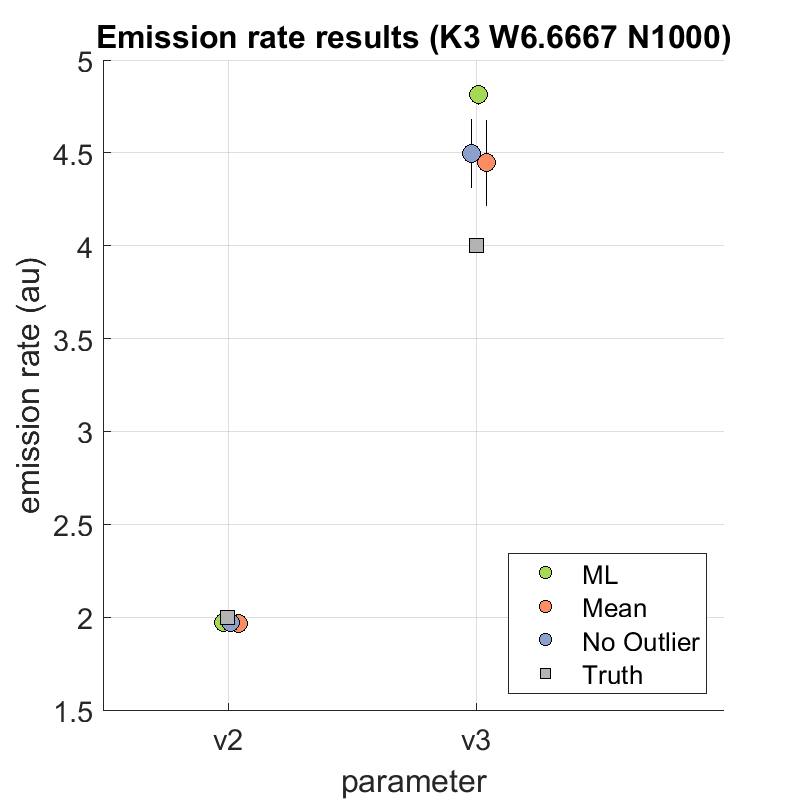 Emission rate results (K3 W6.6667 N1000)
5
4.5
4
3.5
3
2.5
2
1.5
emission rate (au)
v2
v3
parameter
ML
Mean
No Outlier
Truth